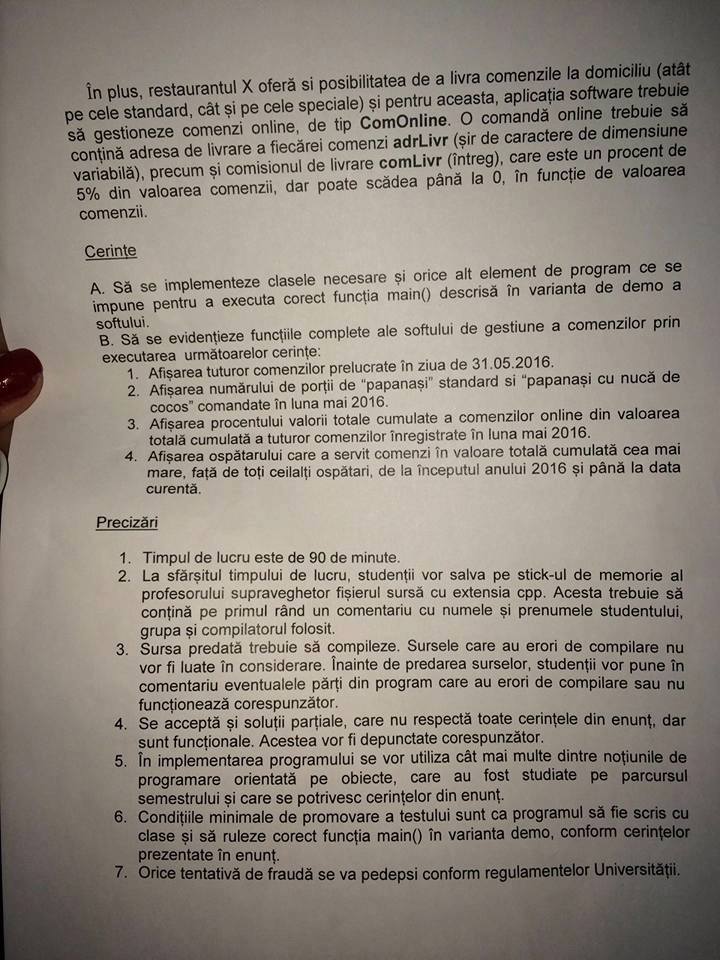 În plus, restaurantul X oferă si posibilitatea de a livra comenzile la domiciliu (atât
pe cele standard, cât și pe cele speciale) și pentru aceasta, aplicația software trebuie
să gestioneze comenzi online, de tip ComOnline. O comandă online trebuie să
conțină adresa de livrare a fiecărei comenzi adrLivr (șir de caractere de dimensiune
variabilă), precum și comisionul de livrare comLivr (întreg), care este un procent de
5% din valoarea comenzii, dar poate scădea până la 0, în funcție de valoarea
comenzii.
Cerințe
A. Să se implementeze clasele necesare și orice alt element de program ce se
impune pentru a executa corect funcția main() descrisă în varianta de demo a
softului.
B. Să se evidențieze funcțiile complete ale softului de gestiune a comenzilor prin
executarea următoarelor cerințe:
1. Afișarea tuturor comenzilor prelucrate în ziua de 31.05.2016.
2. Afișarea numărului de porții de "papanași" standard si "papanași cu nucă de
cocos" comandate în luna mai 2016.
3. Afișarea procentului valorii totale cumulate a comenzilor online din valoarea
totală cumulată a tuturor comenzilor înregistrate în luna mai 2016.
4. Afișarea ospătarului care a servit comenzi în valoare totală cumulată cea mai
mare, față de toți ceilalți ospătari, de la începutul anului 2016 și până la data
curentă.
Precizări
1. Timpul de lucru este de 90 de minute.
2. La sfărșitul timpului de lucru, studenții vor salva pe stick-ul de memorie al
profesorului supraveghetor fișierul sursă cu extensia cpp. Acesta trebuie să
conțină pe primul rând un comentariu cu numele și prenumele studentului,
grupa și compilatorul folosit.
3. Sursa predată trebuie să compileze. Sursele care au erori de compilare nu
vor fi luate în considerare. Înainte de predarea surselor, studenții vor pune în
comentariu eventualele părți din program care au erori de compilare sau nu
funcționează corespunzător.
4. Se acceptă și soluții parțiale, care nu respectă toate cerințele din enunț, dar
sunt funcționale. Acestea vor fi depunctate corespunzător.
5. În implementarea programului se vor utiliza cât mai multe dintre noțiunile de
programare orientată pe obiecte, care au fost studiate pe parcursul
semestrului și care se potrivesc cerințelor din enunț.
6. Condițiile minimale de promovare a testului sunt ca programul să fie scris cu
clase și să ruleze corect funcția main() în varianta demo, conform cerințelor
prezentate în enunț.
7. Orice tentativă de fraudă se va pedepsi conform regulamentelor Universității.